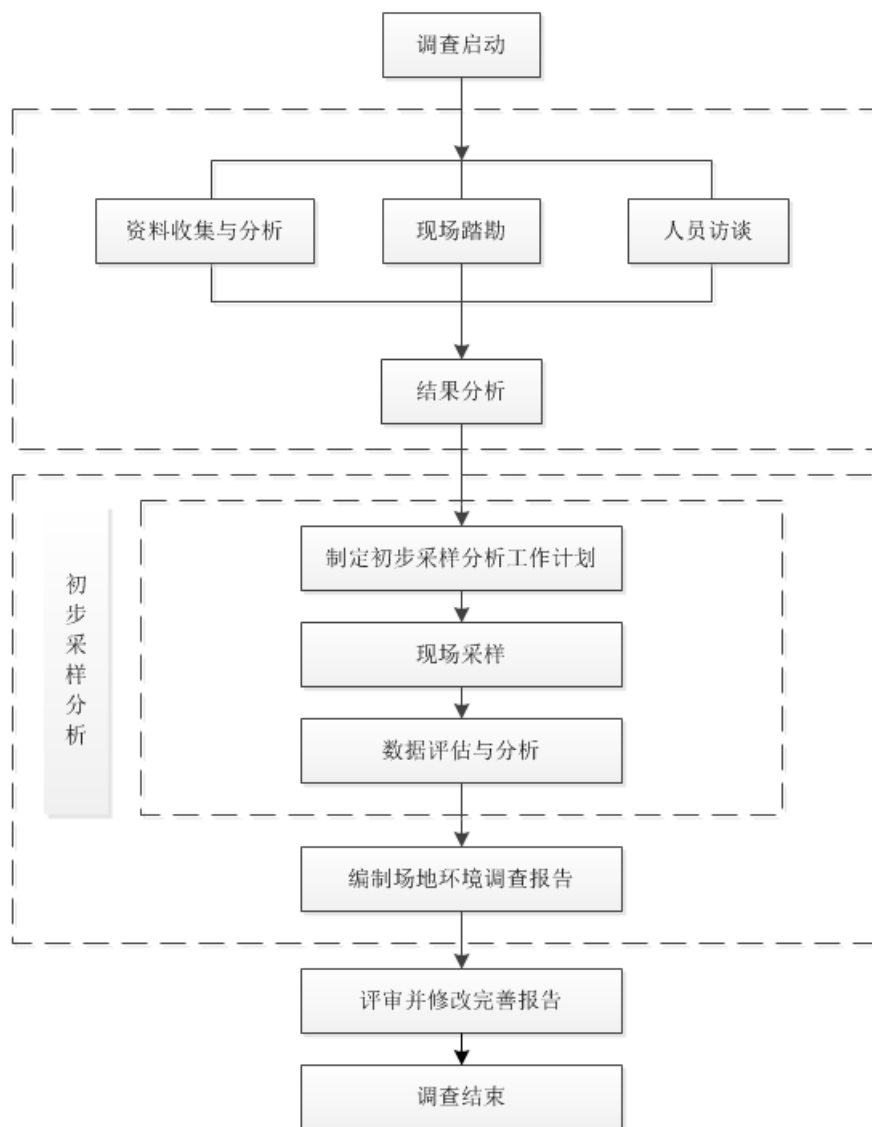 调查启动
资料收集与分析
现场踏勘
人员访谈
结果分析
初步采样分析
制定初步采样分析工作计划
现场采样
数据评估与分析
编制场地环境调查报告
评审并修改完善报告
调查结束